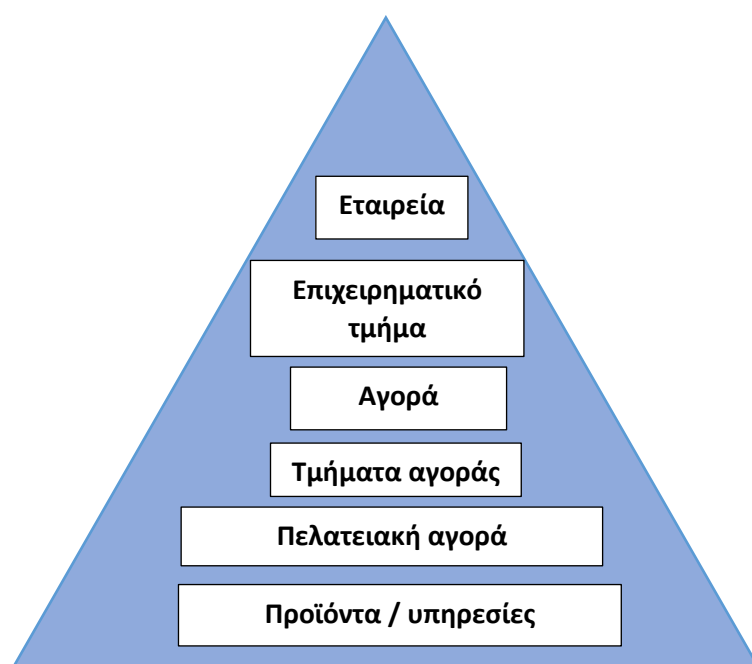 Εταιρεία
Επιχειρηματικό
τμήμα
Αγορά
Τμήματα αγοράς
Πελατειακή αγορά
Προϊόντα / υπηρεσίες